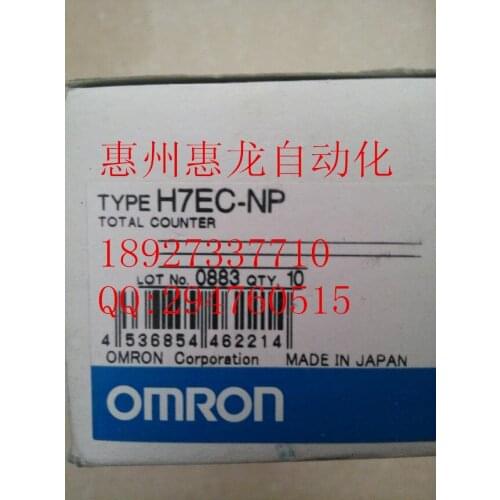 惠州惠龙自动化
TYPE H7EC-NP
TOTAL COUNTER
18927337710
LOT No. 0883 QTY. 10
QQ:294760515
4 536854 462214
OMRON Corporation MADE IN JAPAN
OMRON